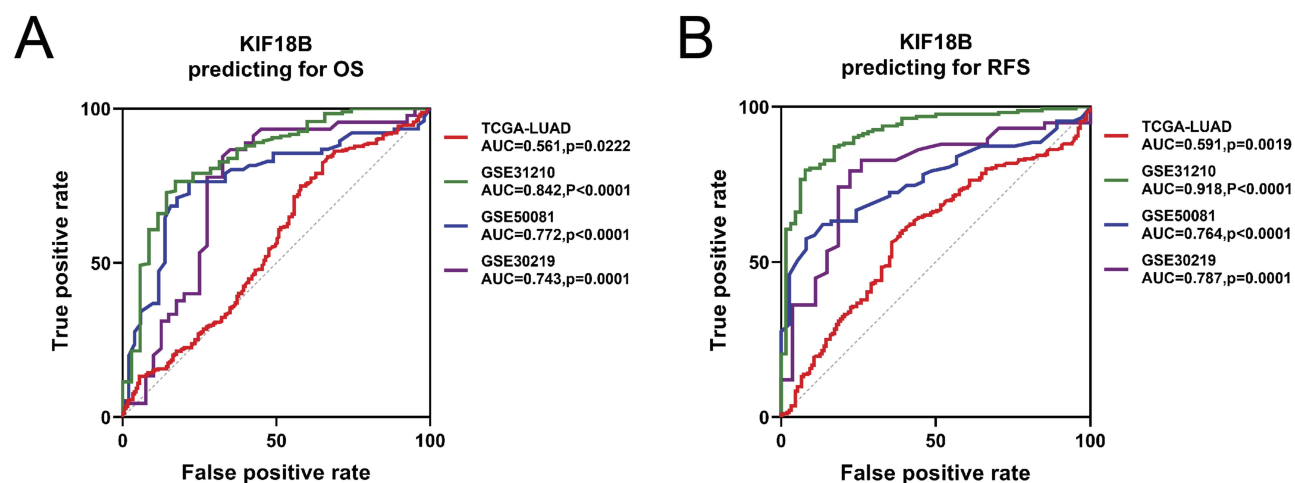 A
KIF18B
predicting for OS
True positive rate
100
50
0
0
50
100
False positive rate
TCGA-LUAD
AUC=0.561,p=0.0222
GSE31210
AUC=0.842,P<0.0001
GSE50081
AUC=0.772,p<0.0001
GSE30219
AUC=0.743,p=0.0001
B
KIF18B
predicting for RFS
True positive rate
100
50
0
0
50
100
False positive rate
TCGA-LUAD
AUC=0.591,p=0.0019
GSE31210
AUC=0.918,P<0.0001
GSE50081
AUC=0.764,p<0.0001
GSE30219
AUC=0.787,p=0.0001